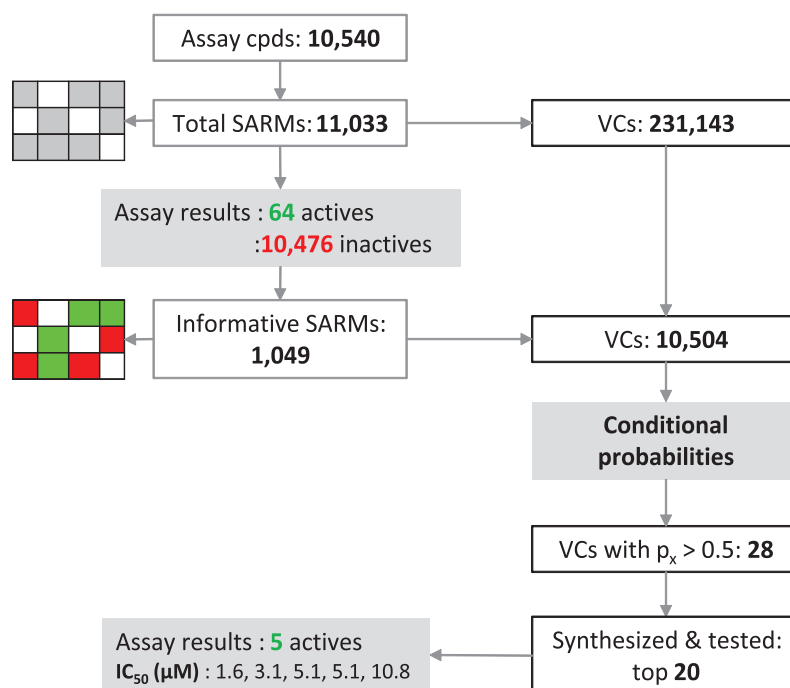 Assay cpds: 10,540
Total SARMs: 11,033
VCs: 231,143
Assay results : 64 actives
:10,476 inactives
Informative SARMs:
1,049
VCs: 10,504
Conditional
probabilities
VCs with pₓ > 0.5: 28
Synthesized & tested:
top 20
Assay results : 5 actives
IC₅₀ (µM) : 1.6, 3.1, 5.1, 5.1, 10.8